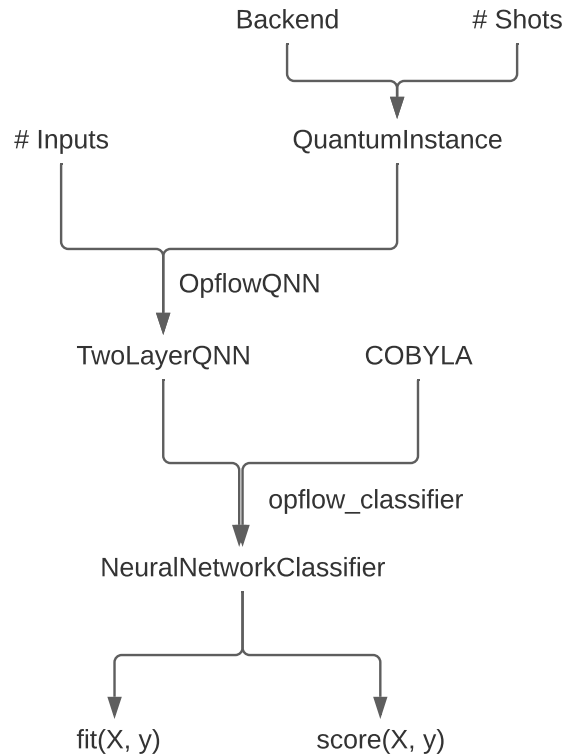 Backend
# Shots
# Inputs
QuantumInstance
OpflowQNN
TwoLayerQNN
COBYLA
opflow_classifier
NeuralNetworkClassifier
fit(X, y)
score(X, y)